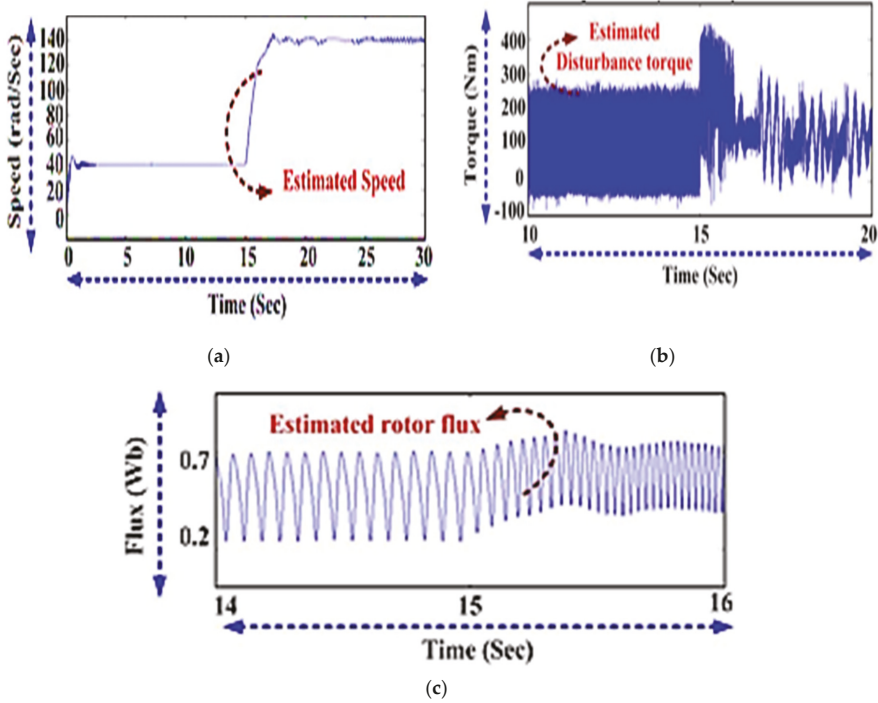 140
120
100
80
60
40
20
0
Speed (rad/Sec)
Estimated Speed
0 5 10 15 20 25 30
Time (Sec)
(a)
400
300
200
100
0
-100
Torque (Nm)
Estimated
Disturbance torque
10 15 20
Time (Sec)
(b)
Estimated rotor flux
Flux (Wb)
0.7
0.2
14 15 16
Time (Sec)
(c)